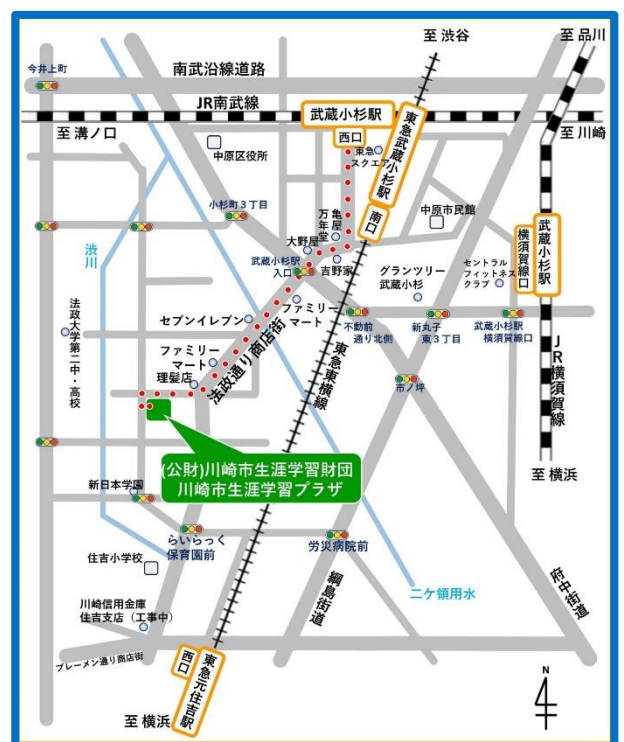 至 渋谷
至 品川
今井上町
南武沿線道路
JR南武線
武蔵小杉駅
西口
至 溝ノ口
至 川崎
東急
スクエア
東急武蔵小杉駅
南口
中原区役所
小杉町3丁目
亀屋
万年堂
中原市民館
大野屋
吉野家
武蔵小杉駅
入口
渋川
グランツリー
武蔵小杉
セントラル
フィットネス
クラブ
横須賀線口
武蔵小杉駅
ファミリー
マート
セブンイレブン
法政大学第二中・高校
不動前
通り北側
新丸子
東3丁目
武蔵小杉駅
横須賀線口
JR横須賀線
ファミリー
マート
理髪店
法政通り商店街
東急東横線
市ノ坪
至 横浜
(公財)川崎市生涯学習財団
川崎市生涯学習プラザ
新日本学園
らいらっく
保育園前
労災病院前
住吉小学校
綱島街道
二ケ領用水
府中街道
川崎信用金庫
住吉支店（工事中）
ブレーメン通り商店街
西口
東急元住吉駅
至 横浜
N